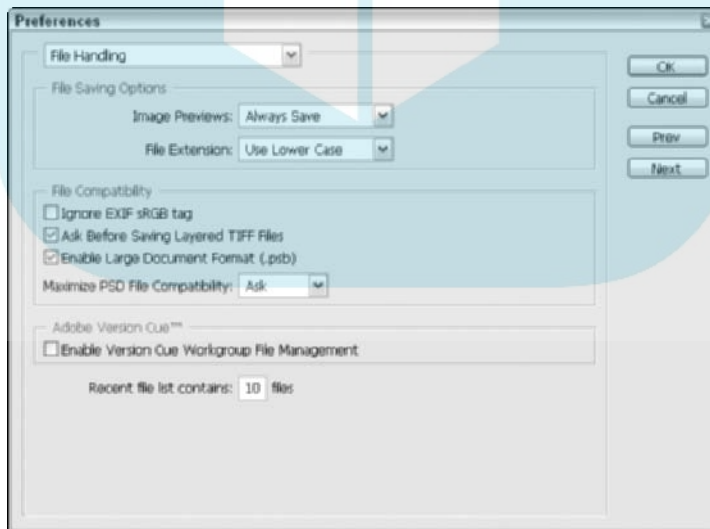 Preferences
File Handling
OK
Cancel
Prev
Next
File Saving Options
Image Previews: Always Save
File Extension: Use Lower Case
File Compatibility
Ignore EXIF sRGB tag
Ask Before Saving Layered TIFF Files
Enable Large Document Format (.psb)
Maximize PSD File Compatibility: Ask
Adobe Version Cue™
Enable Version Cue Workgroup File Management
Recent file list contains: 10 files